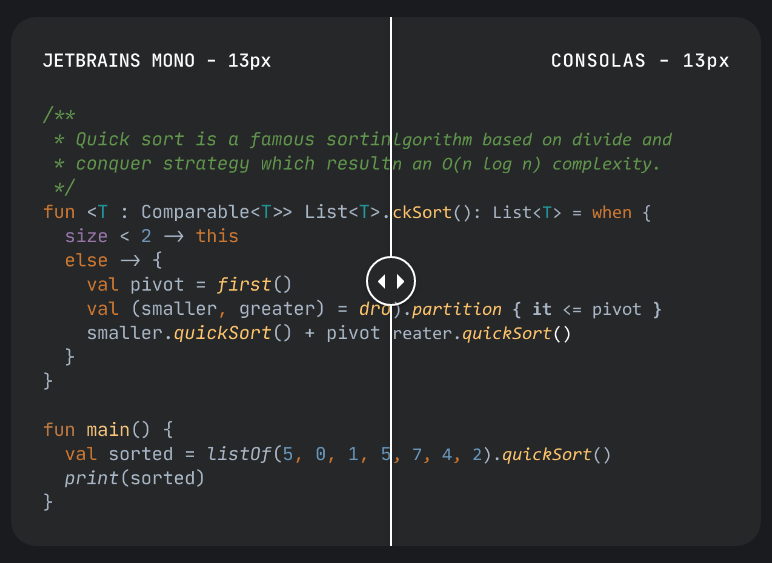 JETBRAINS MONO - 13px CONSOLAS - 13px
/**
* Quick sort is a famous sortinlgorithm based on divide and
* conquer strategy which resultn an O(n log n) complexity.
*/
fun <T : Comparable<T>> List<T>.ckSort(): List<T> = when {
size < 2 -> this
else -> {
val pivot = first()
val (smaller, greater) = dro).partition { it <= pivot }
smaller.quickSort() + pivot reater.quickSort()
}
}
fun main() {
val sorted = listOf(5, 0, 1, 5, 7, 4, 2).quickSort()
print(sorted)
}